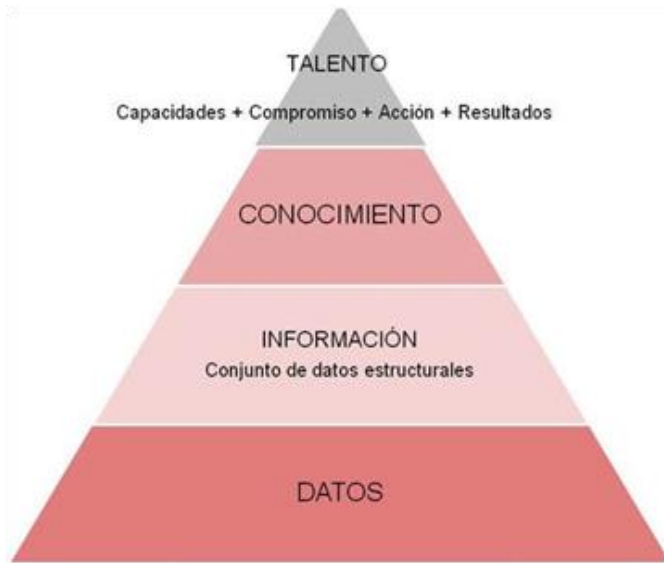 TALENTO
Capacidades + Compromiso + Acción + Resultados
CONOCIMIENTO
INFORMACIÓN
Conjunto de datos estructurales
DATOS